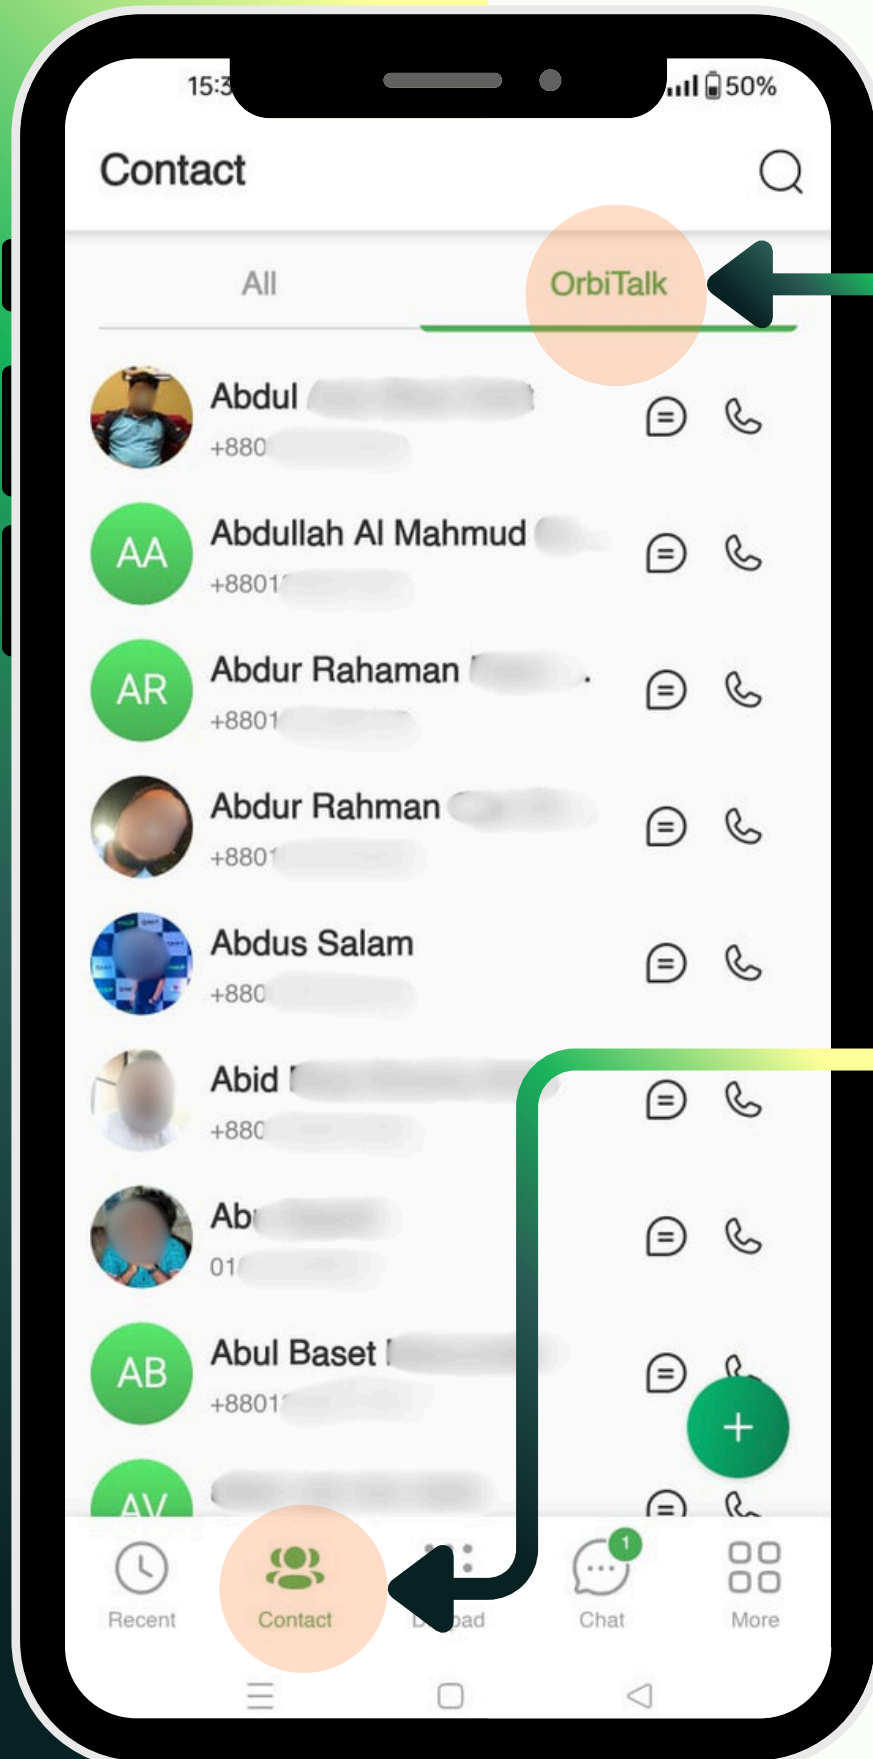 15:3
50%
Contact
All
OrbiTalk
Abdul
+880
AA
Abdullah Al Mahmud
+8801
AR
Abdur Rahaman
+8801
Abdur Rahman
+8801
Abdus Salam
+880
Abid
+880
Ab
01
AB
Abul Baset
+8801
AV
1
Recent
Contact
Chat
More